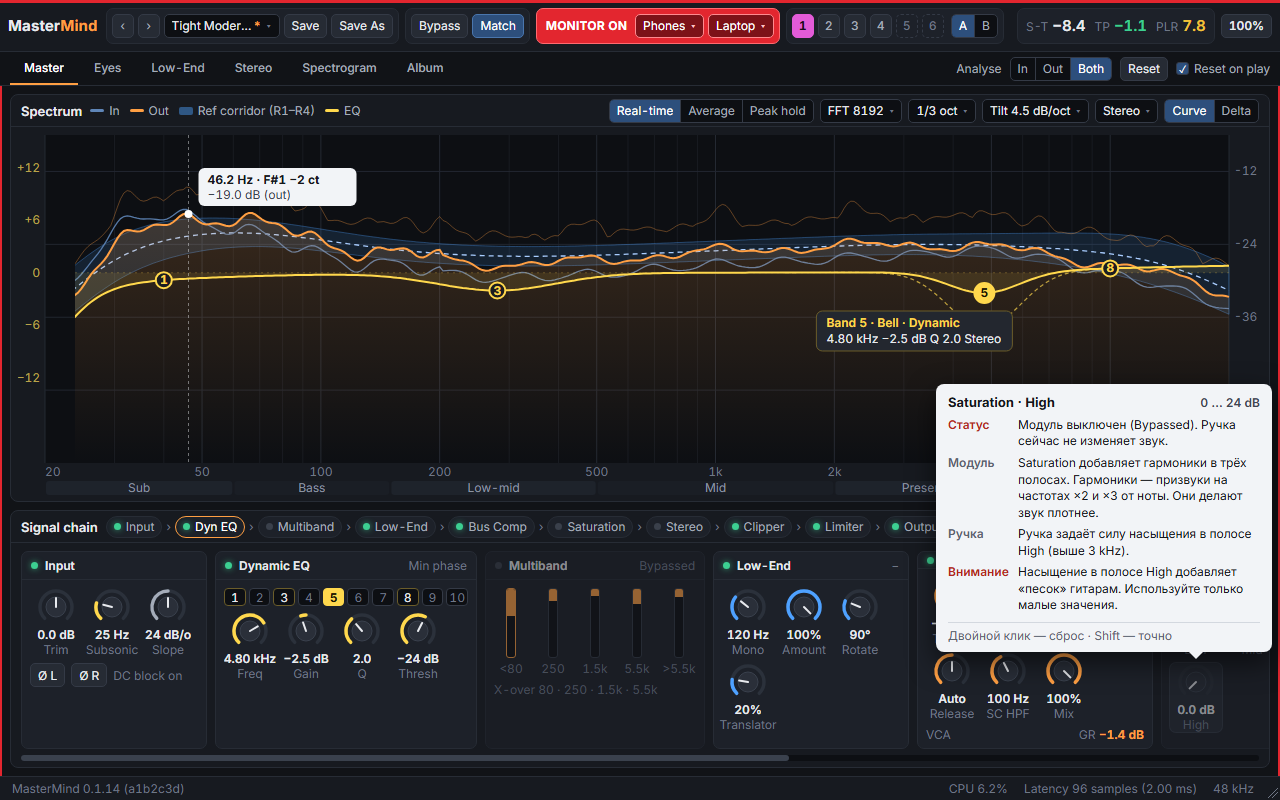 MasterMind ‹ › Tight Moder... * Save Save As Bypass Match MONITOR ON Phones Laptop 1 2 3 4 5 6 A B S-T −8.4 TP −1.1 PLR 7.8 100%
Master Eyes Low-End Stereo Spectrogram Album Analyse In Out Both Reset Reset on play
Spectrum In Out Ref corridor (R1–R4) EQ Real-time Average Peak hold FFT 8192 1/3 oct Tilt 4.5 dB/oct Stereo Curve Delta
+12 −12
46.2 Hz · F#1 −2 ct
−19.0 dB (out)
+6
−24
0
1 3 5 8
−36
−6
Band 5 · Bell · Dynamic
4.80 kHz −2.5 dB Q 2.0 Stereo
−12
20 50 100 200 500 1k 2k
Sub Bass Low-mid Mid
Saturation · High 0 … 24 dB
Статус Модуль выключен (Bypassed). Ручка
сейчас не изменяет звук.
Модуль Saturation добавляет гармоники в трёх
полосах. Гармоники — призвуки на
частотах ×2 и ×3 от ноты. Они делают
звук плотнее.
Ручка Ручка задаёт силу насыщения в полосе
High (выше 3 kHz).
Внимание Насыщение в полосе High добавляет
«песок» гитарам. Используйте только
малые значения.
Двойной клик — сброс · Shift — точно
Signal chain Input › Dyn EQ › Multiband › Low-End › Bus Comp › Saturation › Stereo › Clipper › Limiter ›
Input
0.0 dB 25 Hz 24 dB/o
Trim Subsonic Slope
Ø L Ø R DC block on
Dynamic EQ Min phase
1 2 3 4 5 6 7 8 9 10
4.80 kHz −2.5 dB 2.0 −24 dB
Freq Gain Q Thresh
Multiband Bypassed
<80 250 1.5k 5.5k >5.5k
X-over 80 · 250 · 1.5k · 5.5k
Low-End –
120 Hz 100% 90°
Mono Amount Rotate
20%
Translator
Auto 100 Hz 100%
Release SC HPF Mix
VCA GR −1.4 dB
0.0 dB
High
MasterMind 0.1.14 (a1b2c3d) CPU 6.2% Latency 96 samples (2.00 ms) 48 kHz